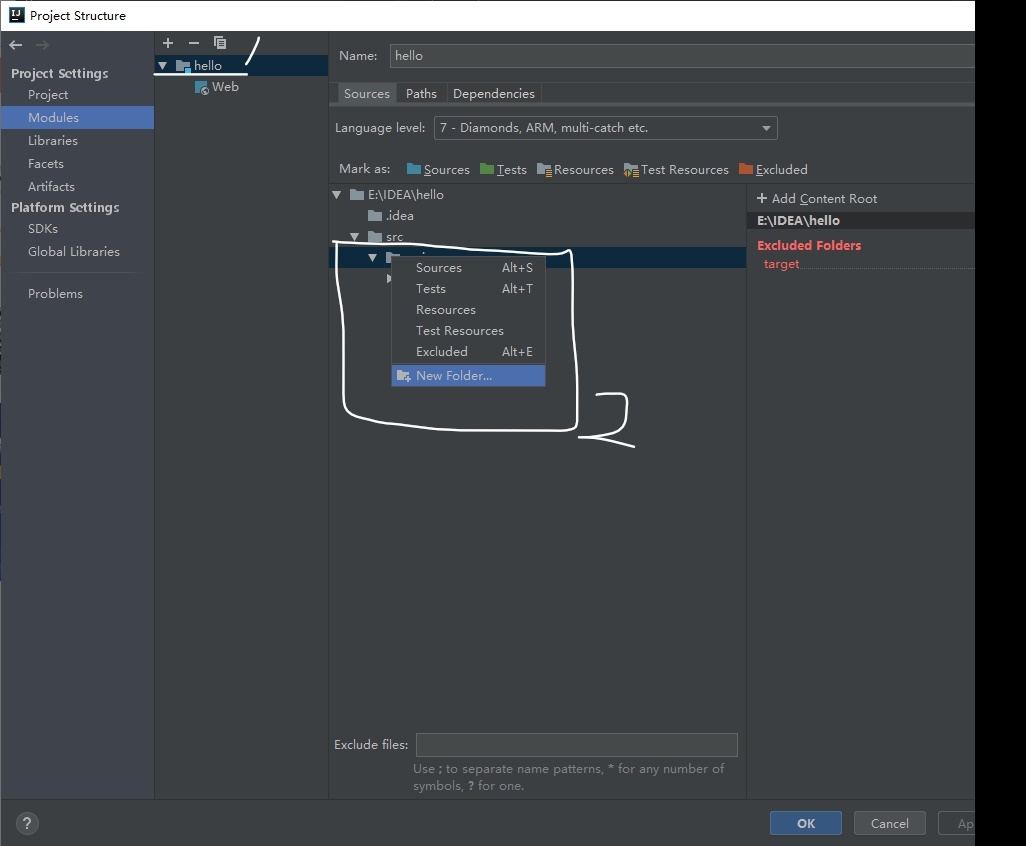 Project Structure
Project Settings
Project
Modules
Libraries
Facets
Artifacts
Platform Settings
SDKs
Global Libraries
Problems
hello
Web
Name: hello
Sources Paths Dependencies
Language level: 7 - Diamonds, ARM, multi-catch etc.
Mark as: Sources Tests Resources Test Resources Excluded
E:\IDEA\hello
.idea
src
Sources Alt+S
Tests Alt+T
Resources
Test Resources
Excluded Alt+E
New Folder...
2
+ Add Content Root
E:\IDEA\hello
Excluded Folders
target
Exclude files:
Use ; to separate name patterns, * for any number of
symbols, ? for one.
?
OK Cancel Ap